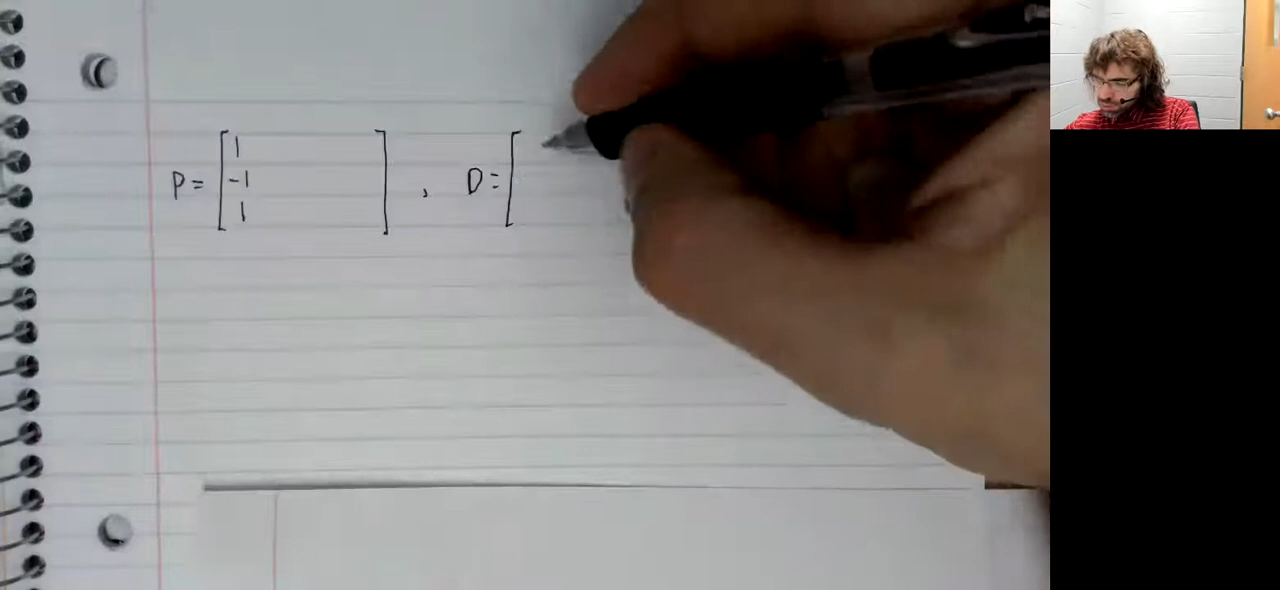 1
P = [ -1 ] , D = [
1